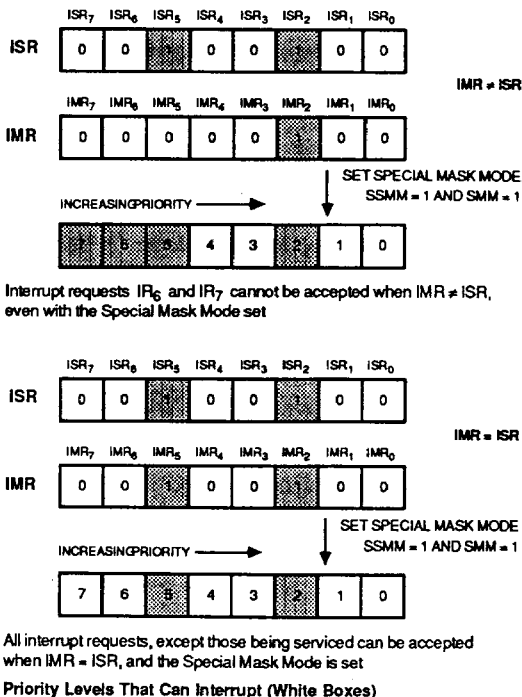 ISR₇ ISR₆ ISR₅ ISR₄ ISR₃ ISR₂ ISR₁ ISR₀
ISR 0 0 1 0 0 1 0 0
IMR ≠ ISR
IMR₇ IMR₆ IMR₅ IMR₄ IMR₃ IMR₂ IMR₁ IMR₀
IMR 0 0 0 0 0 1 0 0
SET SPECIAL MASK MODE
SSMM = 1 AND SMM = 1
INCREASING PRIORITY
7 6 5 4 3 2 1 0
Interrupt requests IR₆ and IR₇ cannot be accepted when IMR ≠ ISR,
even with the Special Mask Mode set
ISR₇ ISR₆ ISR₅ ISR₄ ISR₃ ISR₂ ISR₁ ISR₀
ISR 0 0 1 0 0 1 0 0
IMR = ISR
IMR₇ IMR₆ IMR₅ IMR₄ IMR₃ IMR₂ IMR₁ IMR₀
IMR 0 0 1 0 0 1 0 0
SET SPECIAL MASK MODE
SSMM = 1 AND SMM = 1
INCREASING PRIORITY
7 6 5 4 3 2 1 0
All interrupt requests, except those being serviced can be accepted
when IMR = ISR, and the Special Mask Mode is set
Priority Levels That Can Interrupt (White Boxes)